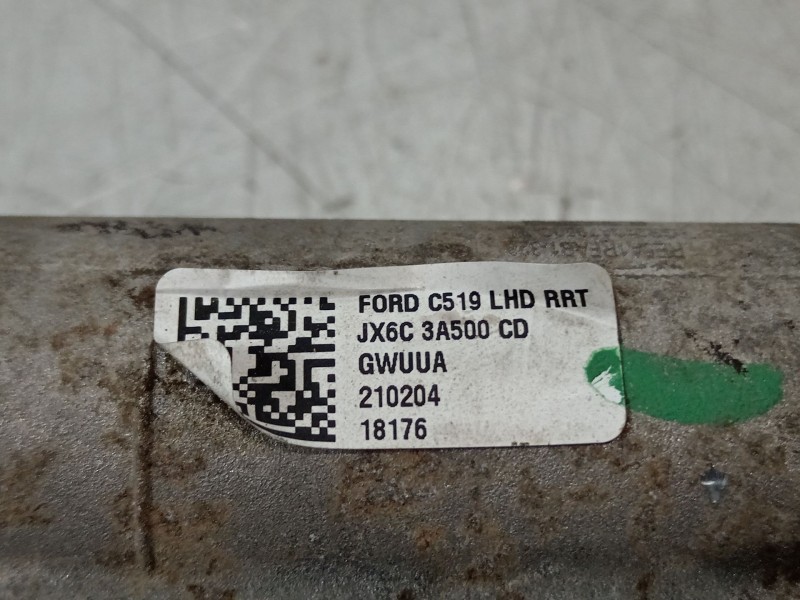 FORD C519 LHD RRT
JX6C 3A500 CD
GWUUA
210204
18176